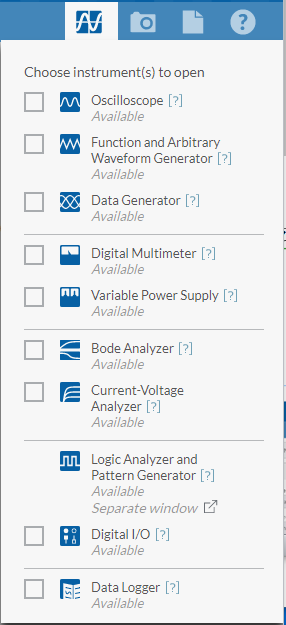 ?
Choose instrument(s) to open
Oscilloscope [?]
Available
Function and Arbitrary
Waveform Generator [?]
Available
Data Generator [?]
Available
Digital Multimeter [?]
Available
Variable Power Supply [?]
Available
Bode Analyzer [?]
Available
Current-Voltage
Analyzer [?]
Available
Logic Analyzer and
Pattern Generator [?]
Available
Separate window
Digital I/O [?]
Available
Data Logger [?]
Available